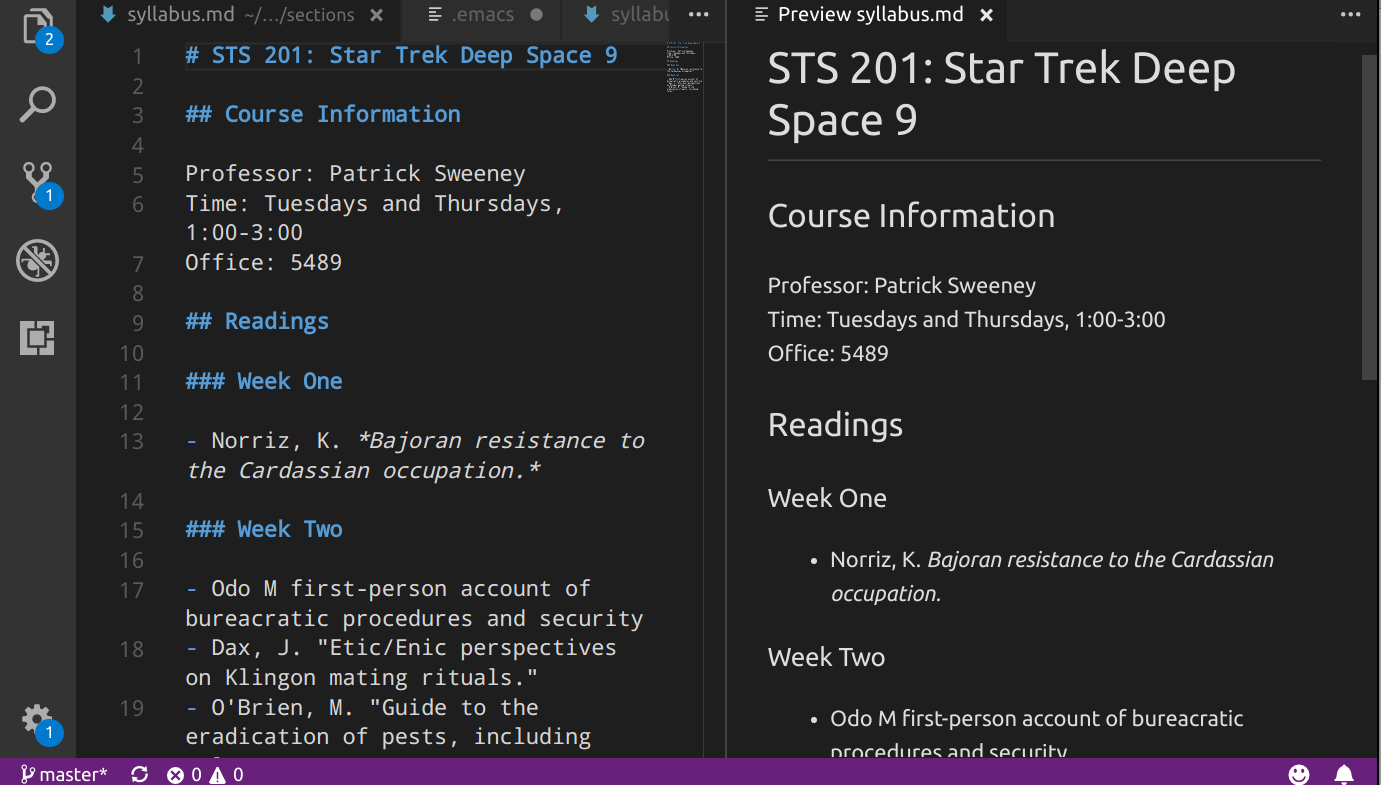 syllabus.md ~/.../sections ×
.emacs
syllabu
...
Preview syllabus.md ×
...
2
1
1
1 # STS 201: Star Trek Deep Space 9
2
3 ## Course Information
4
5 Professor: Patrick Sweeney
6 Time: Tuesdays and Thursdays,
1:00-3:00
7 Office: 5489
8
9 ## Readings
10
11 ### Week One
12
13 - Norriz, K. *Bajoran resistance to
the Cardassian occupation.*
14
15 ### Week Two
16
17 - Odo M first-person account of
bureacratic procedures and security
18 - Dax, J. "Etic/Enic perspectives
on Klingon mating rituals."
19 - O'Brien, M. "Guide to the
eradication of pests, including
STS 201: Star Trek Deep
Space 9
Course Information
Professor: Patrick Sweeney
Time: Tuesdays and Thursdays, 1:00-3:00
Office: 5489
Readings
Week One
• Norriz, K. Bajoran resistance to the Cardassian
occupation.
Week Two
• Odo M first-person account of bureacratic
procedures and security
master* 0 0